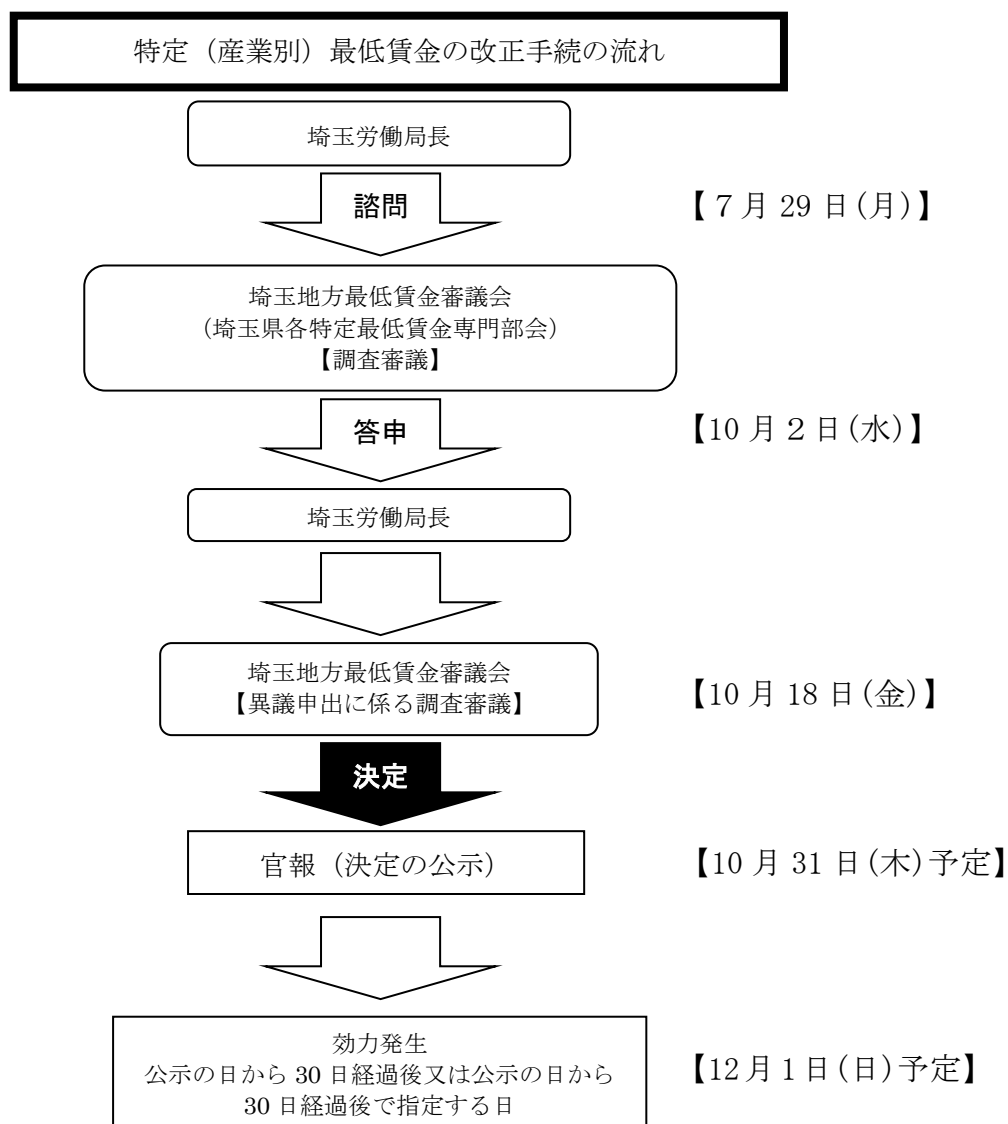 特定（産業別）最低賃金の改正手続の流れ
埼玉労働局長
諮問
【７月 29 日(月)】
埼玉地方最低賃金審議会
（埼玉県各特定最低賃金専門部会）
【調査審議】
答申
【10 月２日(水)】
埼玉労働局長
埼玉地方最低賃金審議会
【異議申出に係る調査審議】
【10 月 18 日(金)】
決定
官報（決定の公示）
【10 月 31 日(木)予定】
効力発生
公示の日から 30 日経過後又は公示の日から
30 日経過後で指定する日
【12月１日(日)予定】